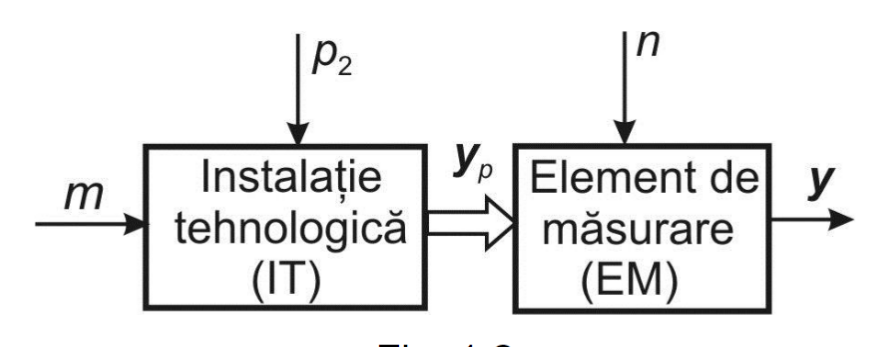 p₂
n
m
Instalație
tehnologică
(IT)
yₚ
Element de
măsurare
(EM)
y